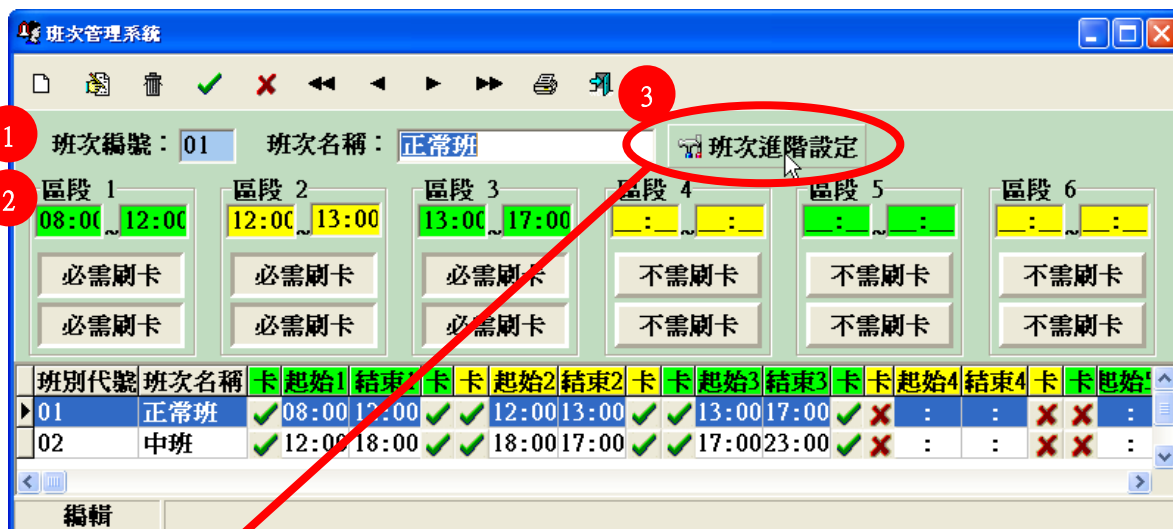 班次管理系統
3
1 班次編號：01 班次名稱：正常班 班次進階設定
2 區段 1 區段 2 區段 3 區段 4 區段 5 區段 6
08:00~12:00 12:00~13:00 13:00~17:00 __:__~__:__ __:__~__:__ __:__~__:__
必需刷卡 必需刷卡 必需刷卡 不需刷卡 不需刷卡 不需刷卡
必需刷卡 必需刷卡 必需刷卡 不需刷卡 不需刷卡 不需刷卡
班別代號 班次名稱 卡 起始1 結束1 卡 卡 起始2 結束2 卡 卡 起始3 結束3 卡 卡 起始4 結束4 卡 卡 起始5
01 正常班 08:00 12:00 12:00 13:00 13:00 17:00 : : :
02 中班 12:00 18:00 18:00 17:00 17:00 23:00 : : :
編輯